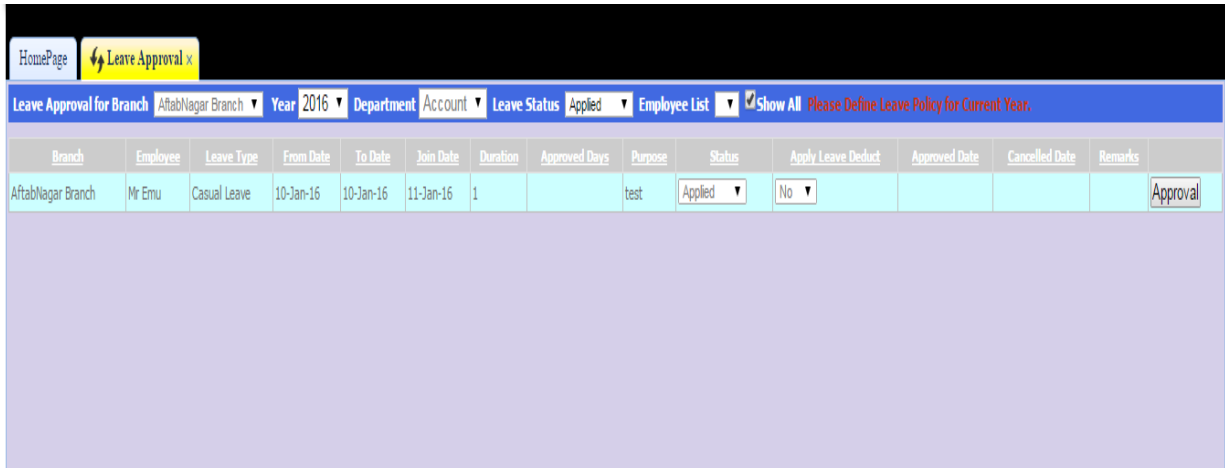 HomePage Leave Approval ×
Leave Approval for Branch AftabNagar Branch Year 2016 Department Account Leave Status Applied Employee List Show All Please Define Leave Policy for Current Year.
Branch Employee Leave Type From Date To Date Join Date Duration Approved Days Purpose Status Apply Leave Deduct Approved Date Cancelled Date Remarks
AftabNagar Branch Mr Emu Casual Leave 10-Jan-16 10-Jan-16 11-Jan-16 1 test Applied No Approval